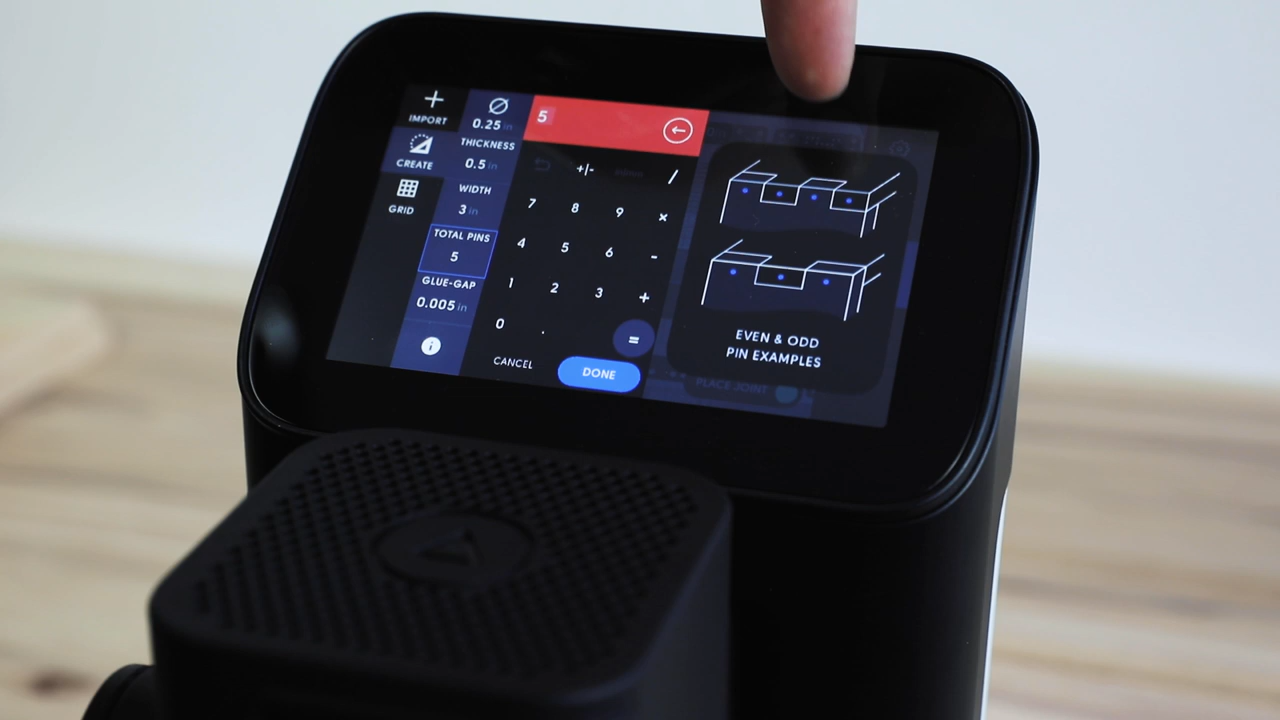 IMPORT
CREATE
GRID
0.25 in
THICKNESS
0.5 in
WIDTH
3 in
TOTAL PINS
5
GLUE-GAP
0.005 in
i
5
+/- /
7 8 9 ×
4 5 6 -
1 2 3 +
0 . =
CANCEL DONE
EVEN & ODD
PIN EXAMPLES
PLACE JOINT